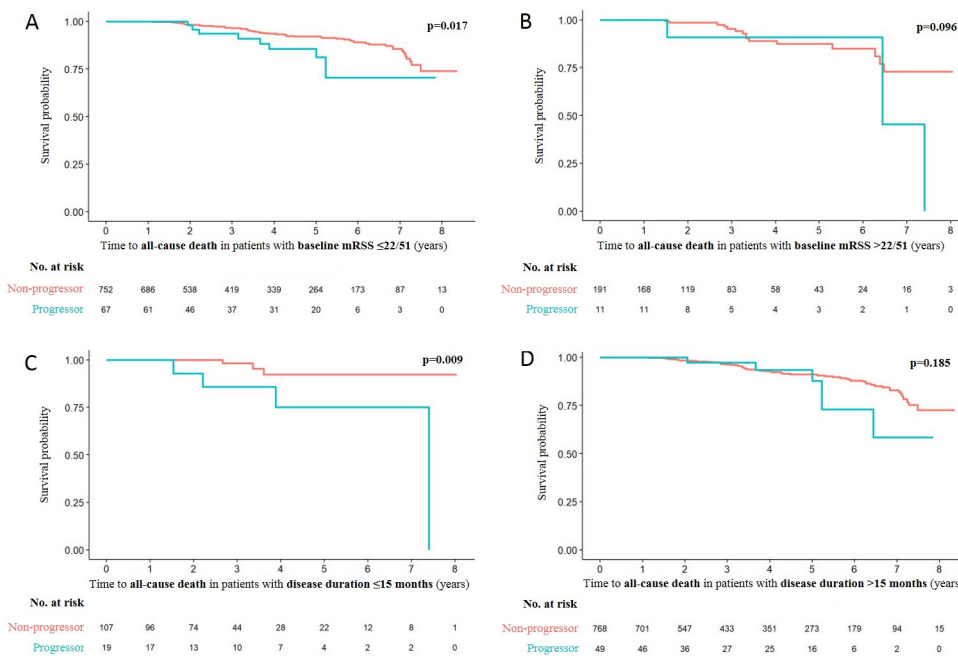 A
p=0.017
Survival probability
1.00
0.75
0.50
0.25
0.00
0 1 2 3 4 5 6 7 8
Time to all-cause death in patients with baseline mRSS ≤22/51 (years)
No. at risk
Non-progressor 752 686 538 419 339 264 173 87 13
Progressor 67 61 46 37 31 20 6 3 0
B
p=0.096
Survival probability
1.00
0.75
0.50
0.25
0.00
0 1 2 3 4 5 6 7 8
Time to all-cause death in patients with baseline mRSS >22/51 (years)
No. at risk
Non-progressor 191 168 119 83 58 43 24 16 3
Progressor 11 11 8 5 4 3 2 1 0
C
p=0.009
Survival probability
1.00
0.75
0.50
0.25
0.00
0 1 2 3 4 5 6 7 8
Time to all-cause death in patients with disease duration ≤15 months (years)
No. at risk
Non-progressor 107 96 74 44 28 22 12 8 1
Progressor 19 17 13 10 7 4 2 2 0
D
p=0.185
Survival probability
1.00
0.75
0.50
0.25
0.00
0 1 2 3 4 5 6 7 8
Time to all-cause death in patients with disease duration >15 months (years
No. at risk
Non-progressor 768 701 547 433 351 273 179 94 15
Progressor 49 46 36 27 25 16 6 2 0